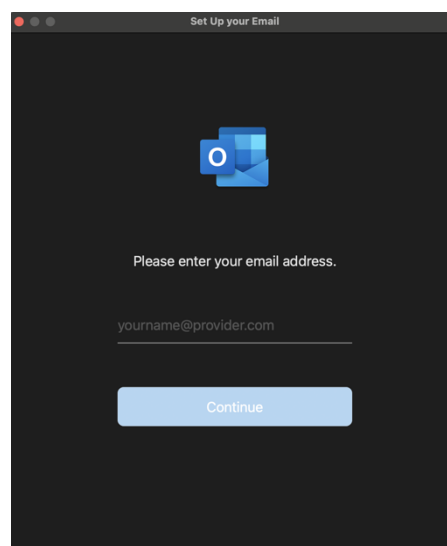 Set Up your Email
O
Please enter your email address.
yourname@provider.com
Continue